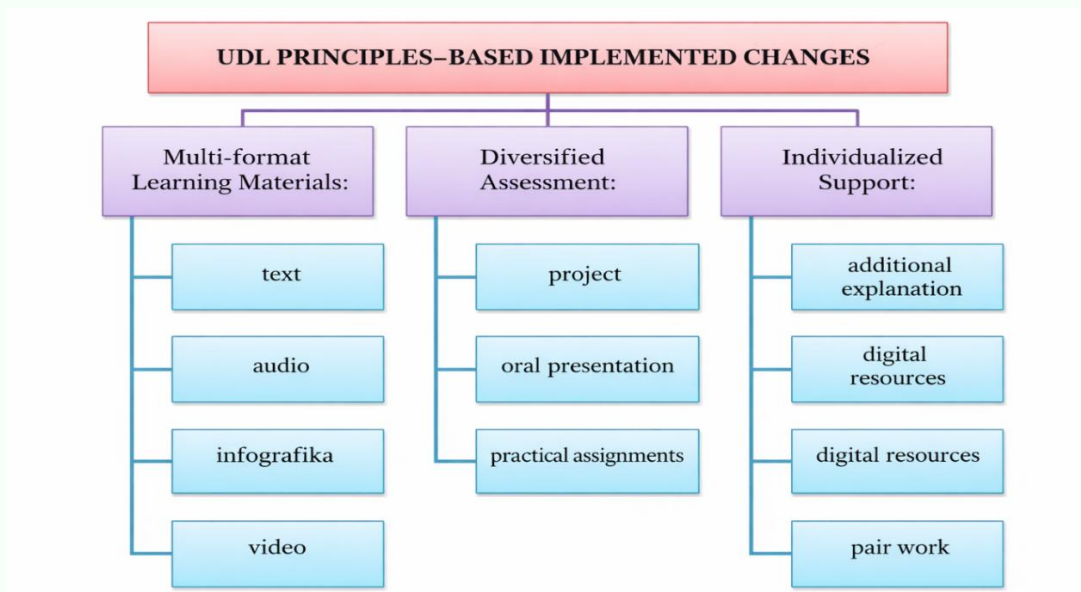 UDL PRINCIPLES–BASED IMPLEMENTED CHANGES
Multi-format
Learning Materials:
text
audio
infografika
video
Diversified
Assessment:
project
oral presentation
practical assignments
Individualized
Support:
additional
explanation
digital
resources
digital resources
pair work